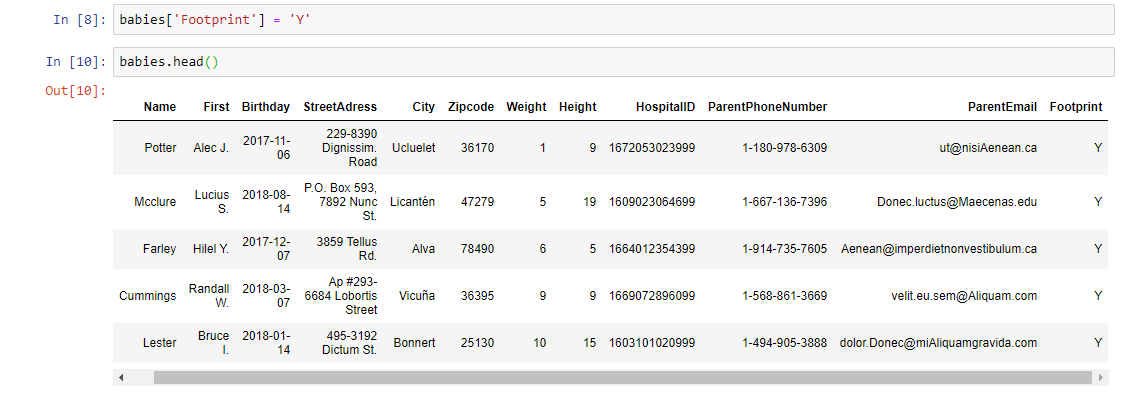 In [8]: babies['Footprint'] = 'Y'
In [10]: babies.head()
Out[10]:
Name First Birthday StreetAdress City Zipcode Weight Height HospitalID ParentPhoneNumber ParentEmail Footprint
Potter Alec J. 2017-11-06 229-8390 Dignissim. Road Ucluelet 36170 1 9 1672053023999 1-180-978-6309 ut@nisiAenean.ca Y
Mcclure Lucius S. 2018-08-14 P.O. Box 593, 7892 Nunc St. Licantén 47279 5 19 1609023064699 1-667-136-7396 Donec.luctus@Maecenas.edu Y
Farley Hilel Y. 2017-12-07 3859 Tellus Rd. Alva 78490 6 5 1664012354399 1-914-735-7605 Aenean@imperdietnonvestibulum.ca Y
Cummings Randall W. 2018-03-07 Ap #293-6684 Lobortis Street Vicuña 36395 9 9 1669072896099 1-568-861-3669 velit.eu.sem@Aliquam.com Y
Lester Bruce I. 2018-01-14 495-3192 Dictum St. Bonnert 25130 10 15 1603101020999 1-494-905-3888 dolor.Donec@miAliquamgravida.com Y